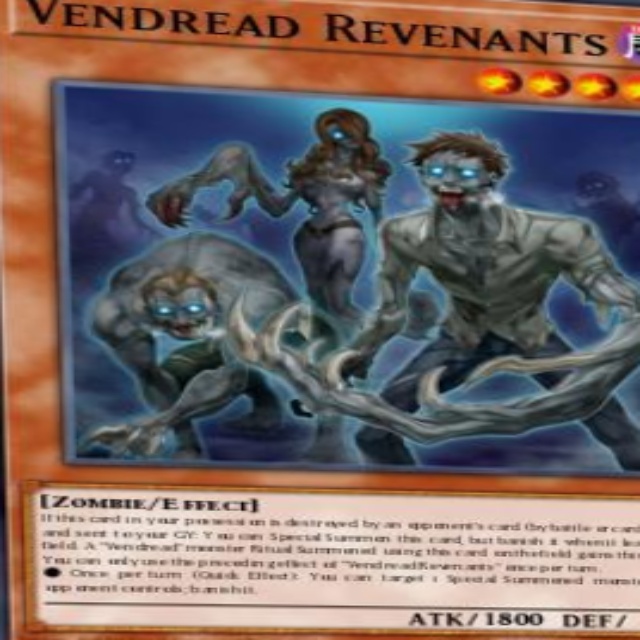 VENDREAD REVENANTS
[ZOMBIE/EFFECT]
If this card in your possession is destroyed by an opponent's card (by battle or card
and sent to your GY: You can Special Summon this card, but banish it when it lea
field. A "Vendread" monster Ritual Summoned using this card on the field gains this
You can only use the preceding effect of "Vendread Revenants" once per turn.
● Once per turn (Quick Effect): You can target 1 Special Summoned monste
opponent controls; banish it.
ATK/1800 DEF/